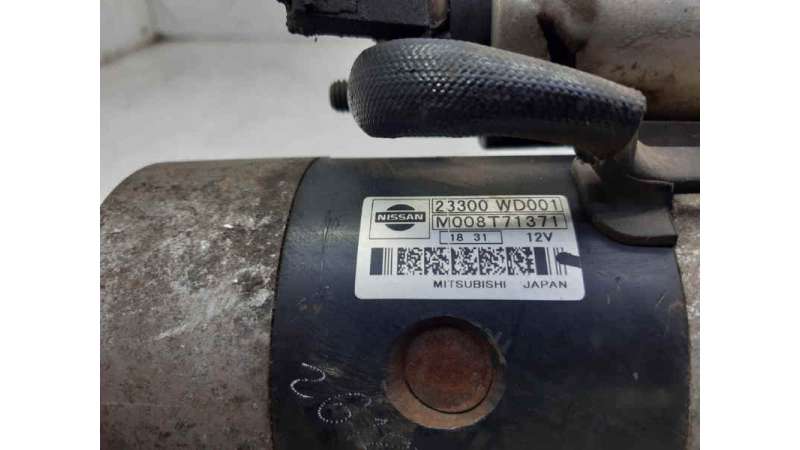 NISSAN
23300 WD001
M008T71371
18 31 12V
MITSUBISHI JAPAN